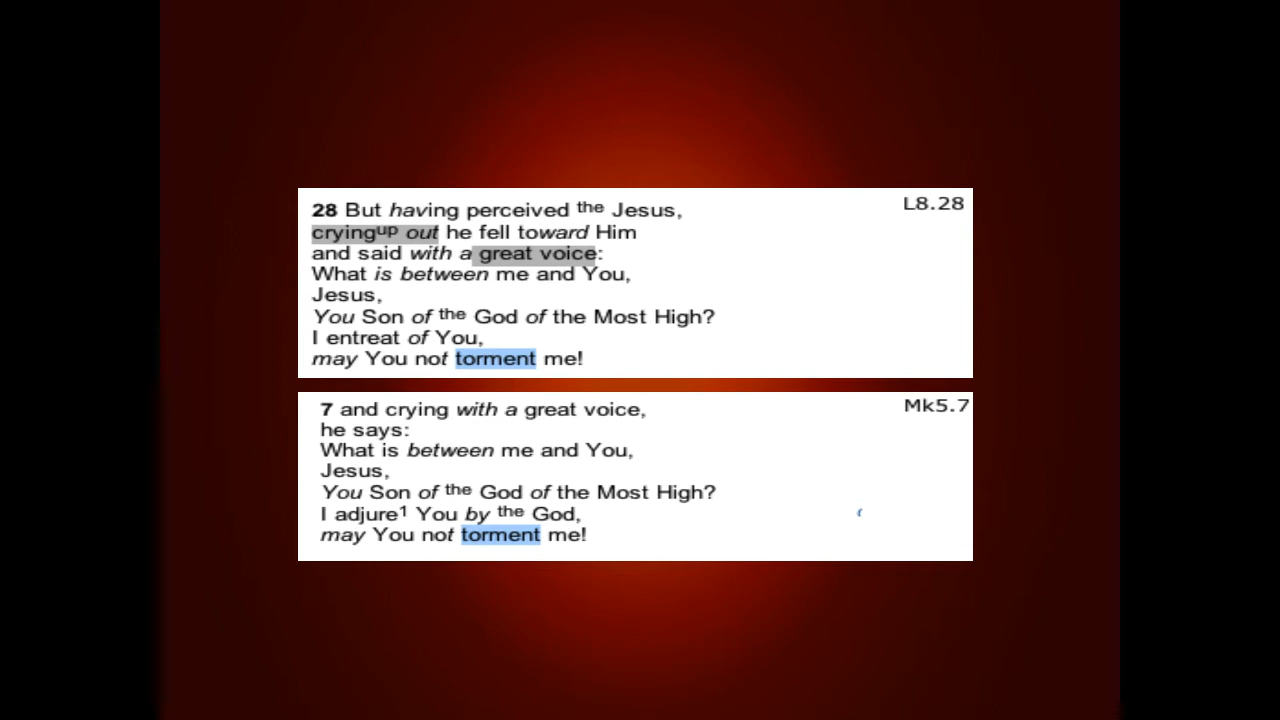 L8.28
28 But having perceived the Jesus,
cryingup out he fell toward Him
and said with a great voice:
What is between me and You,
Jesus,
You Son of the God of the Most High?
I entreat of You,
may You not torment me!
Mk5.7
7 and crying with a great voice,
he says:
What is between me and You,
Jesus,
You Son of the God of the Most High?
I adjure1 You by the God,
may You not torment me!